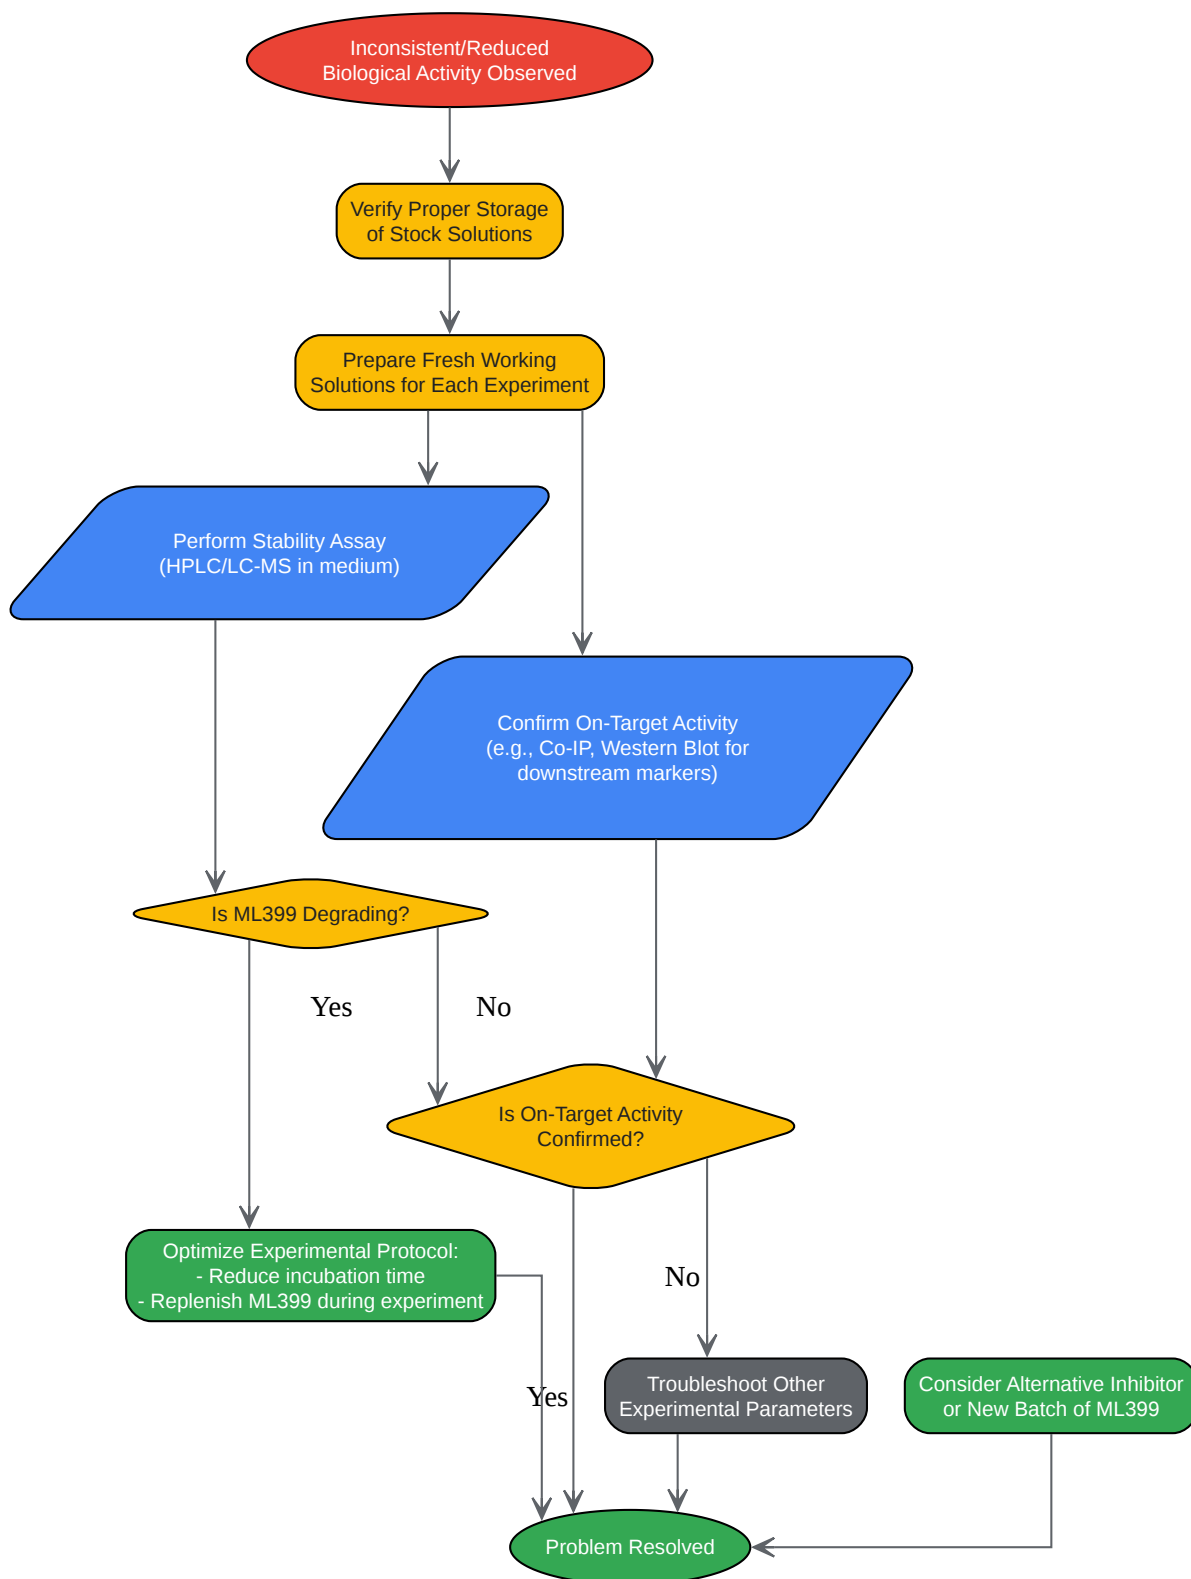 Inconsistent/Reduced
Biological Activity Observed
Verify Proper Storage
of Stock Solutions
Prepare Fresh Working
Solutions for Each Experiment
Perform Stability Assay
(HPLC/LC-MS in medium)
Confirm On-Target Activity
(e.g., Co-IP, Western Blot for
downstream markers)
Is ML399 Degrading?
Yes
No
Is On-Target Activity
Confirmed?
Optimize Experimental Protocol:
- Reduce incubation time
- Replenish ML399 during experiment
No
Yes
Troubleshoot Other
Experimental Parameters
Consider Alternative Inhibitor
or New Batch of ML399
Problem Resolved